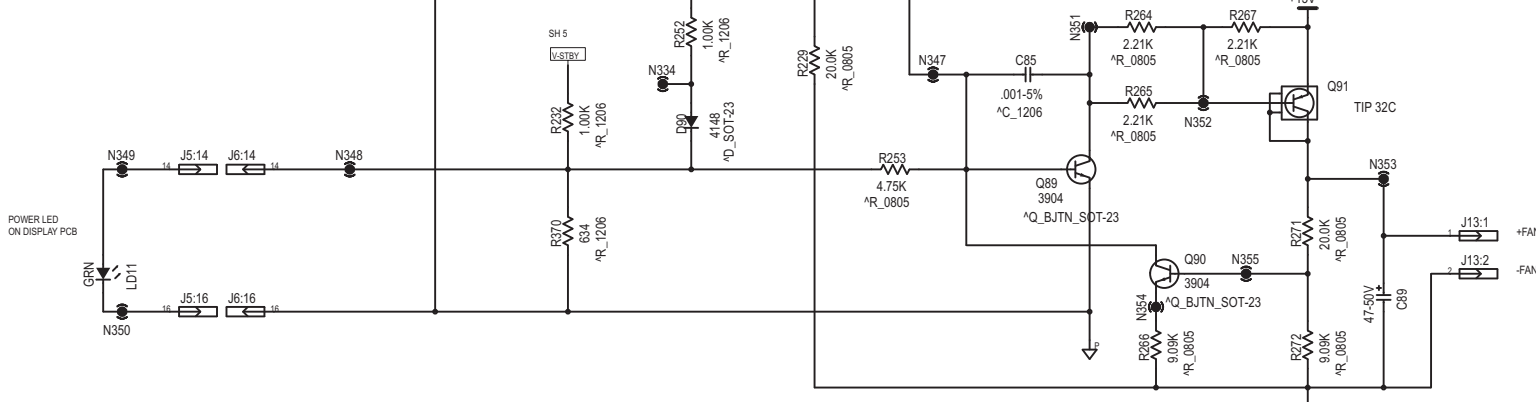 R252
1.00K
^R_1206
SH 5
V-STBY
N334
D90
4148
^D_SOT-23
R232
1.00K
^R_1206
R229
20.0K
^R_0805
N347
C85
.001-5%
^C_1206
N351
R264
2.21K
^R_0805
R267
2.21K
^R_0805
R265
2.21K
^R_0805
N352
Q91
TIP 32C
N349
14
J5:14
J6:14
14
N348
R253
4.75K
^R_0805
Q89
3904
^Q_BJTN_SOT-23
N353
POWER LED
ON DISPLAY PCB
R370
634
^R_1206
R271
20.0K
^R_0805
J13:1
1
+FAN
GRN
LD11
Q90
3904
^Q_BJTN_SOT-23
N355
J13:2
2
-FAN
N350
16
J5:16
J6:16
16
N354
47-50V
+
C89
P
R266
9.09K
^R_0805
R272
9.09K
^R_0805